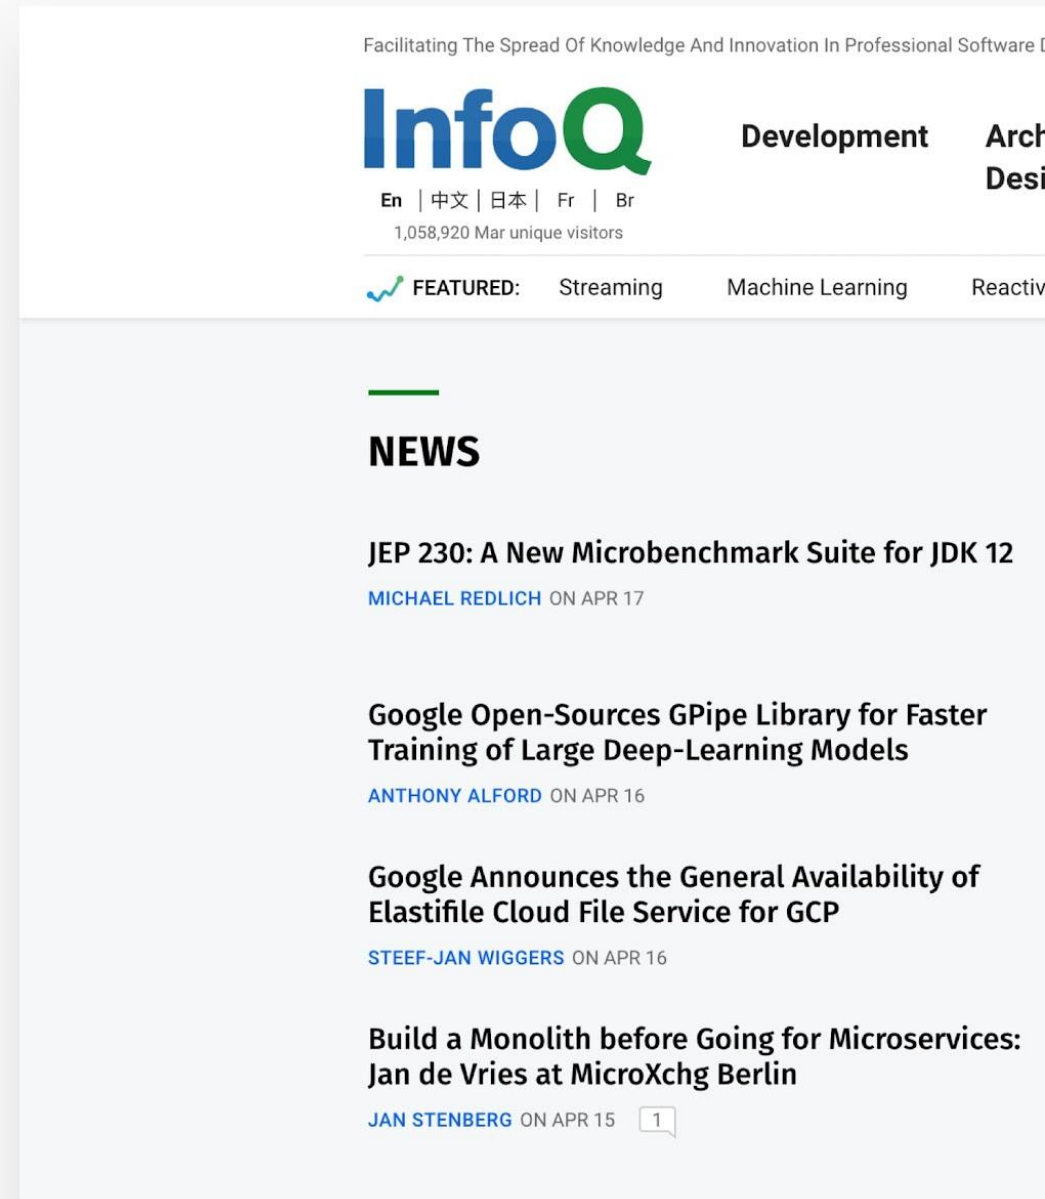 Facilitating The Spread Of Knowledge And Innovation In Professional Software
InfoQ
Development
En | 中文 | 日本 | Fr | Br
1,058,920 Mar unique visitors
FEATURED: Streaming Machine Learning
NEWS
JEP 230: A New Microbenchmark Suite for JDK 12
MICHAEL REDLICH ON APR 17
Google Open-Sources GPipe Library for Faster
Training of Large Deep-Learning Models
ANTHONY ALFORD ON APR 16
Google Announces the General Availability of
Elastifile Cloud File Service for GCP
STEEF-JAN WIGGERS ON APR 16
Build a Monolith before Going for Microservices:
Jan de Vries at MicroXchg Berlin
JAN STENBERG ON APR 15 1